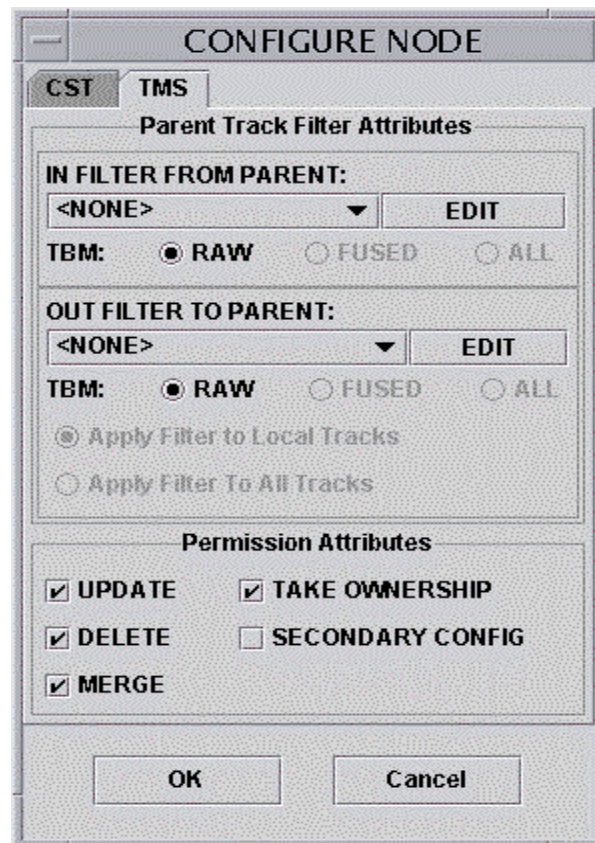 CONFIGURE NODE
CST TMS
Parent Track Filter Attributes
IN FILTER FROM PARENT:
<NONE> EDIT
TBM: RAW FUSED ALL
OUT FILTER TO PARENT:
<NONE> EDIT
TBM: RAW FUSED ALL
Apply Filter to Local Tracks
Apply Filter To All Tracks
Permission Attributes
UPDATE TAKE OWNERSHIP
DELETE SECONDARY CONFIG
MERGE
OK Cancel